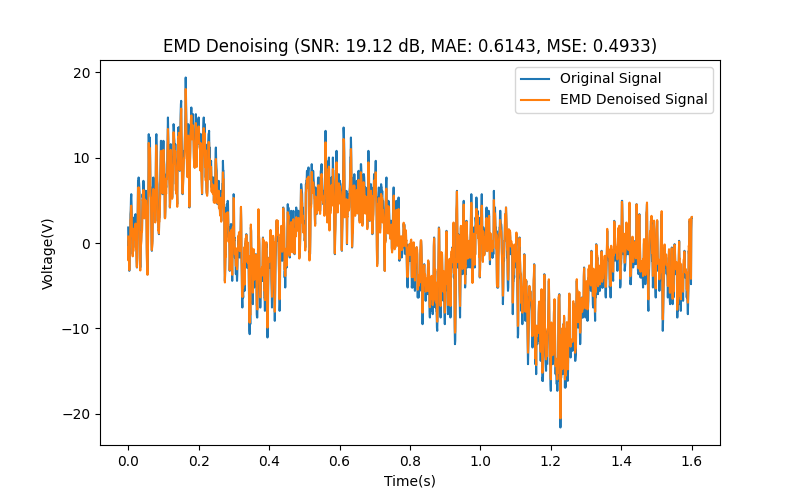 EMD Denoising (SNR: 19.12 dB, MAE: 0.6143, MSE: 0.4933)
Original Signal
EMD Denoised Signal
20
10
0
−10
−20
Voltage(V)
0.0 0.2 0.4 0.6 0.8 1.0 1.2 1.4 1.6
Time(s)